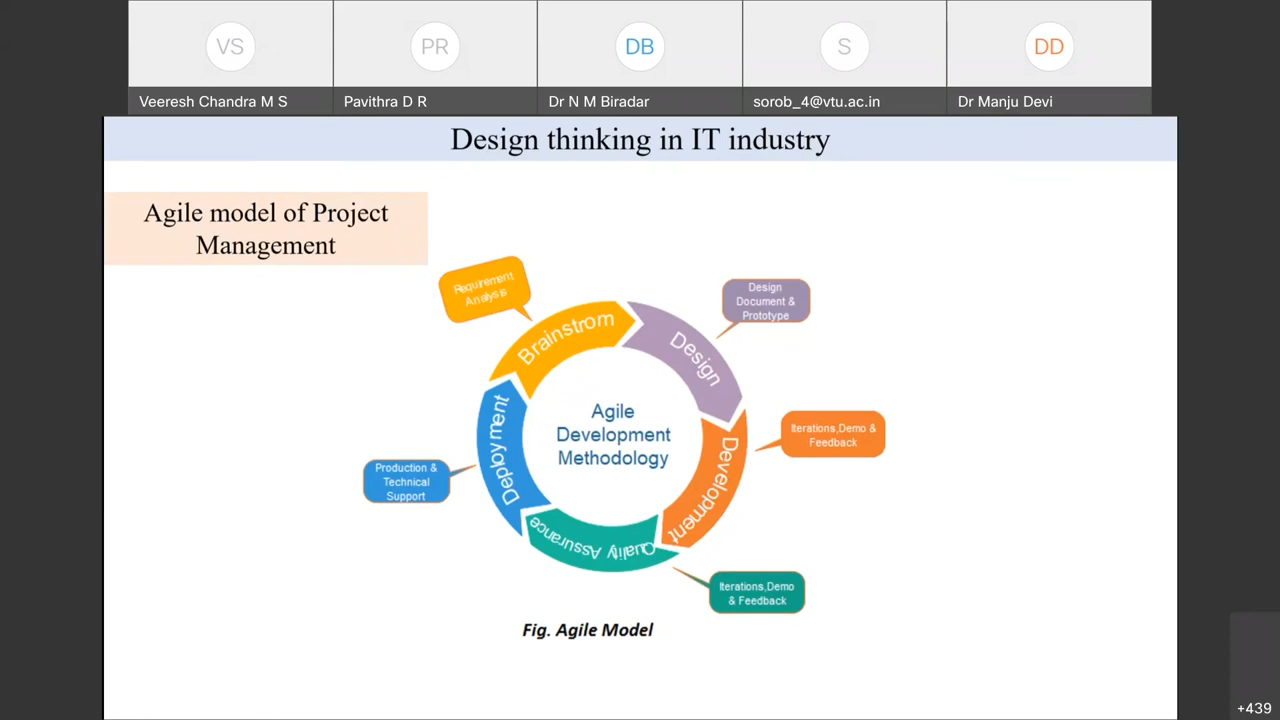 VS
PR
DB
S
DD
Veeresh Chandra M S
Pavithra D R
Dr N M Biradar
sorob_4@vtu.ac.in
Dr Manju Devi
Design thinking in IT industry
Agile model of Project
Management
Requirement
Analysis
Brainstrom
Design
Document &
Prototype
Design
Iterations,Demo &
Feedback
Development
Agile
Development
Methodology
Deployment
Production &
Technical
Support
Quality Assurance
Iterations,Demo
& Feedback
Fig. Agile Model
+439